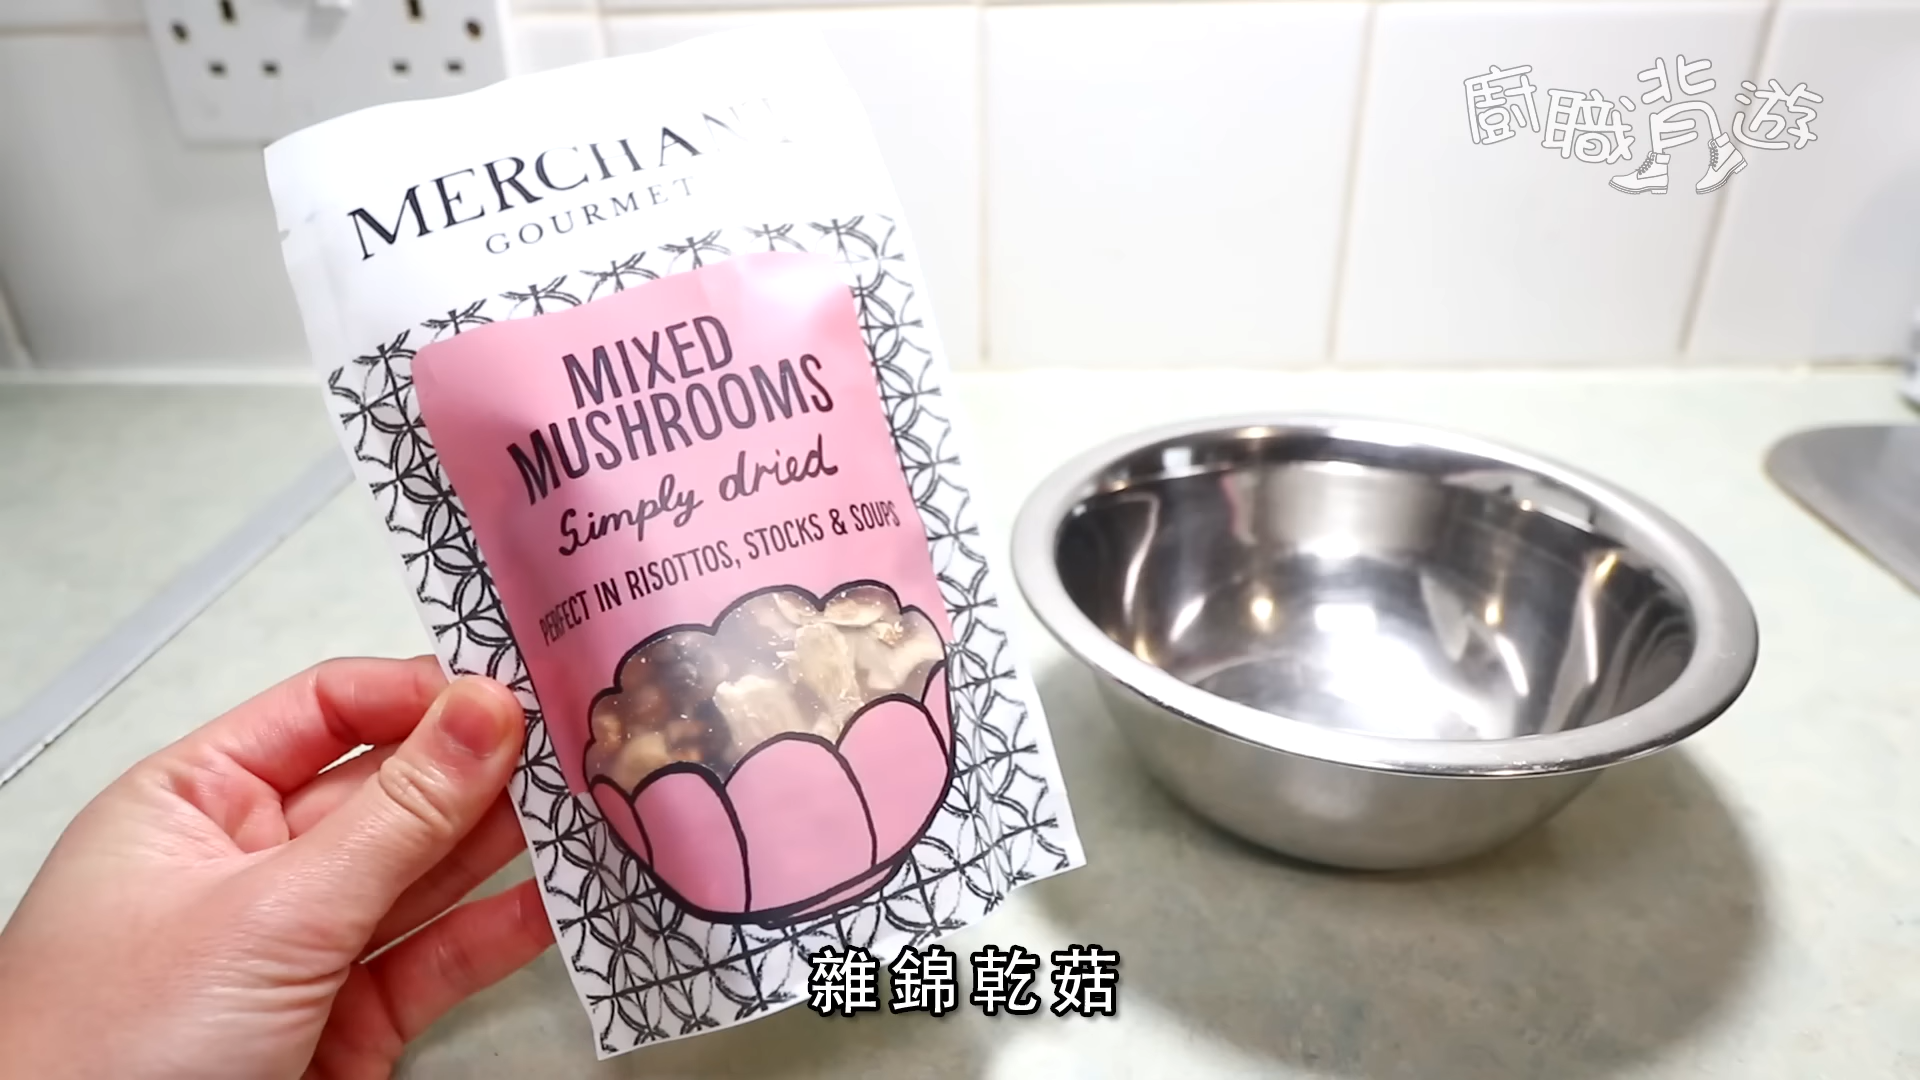 廚職背遊
MERCHANT
GOURMET
MIXED
MUSHROOMS
Simply dried
PERFECT IN RISOTTOS, STOCKS & SOUPS
雜錦乾菇